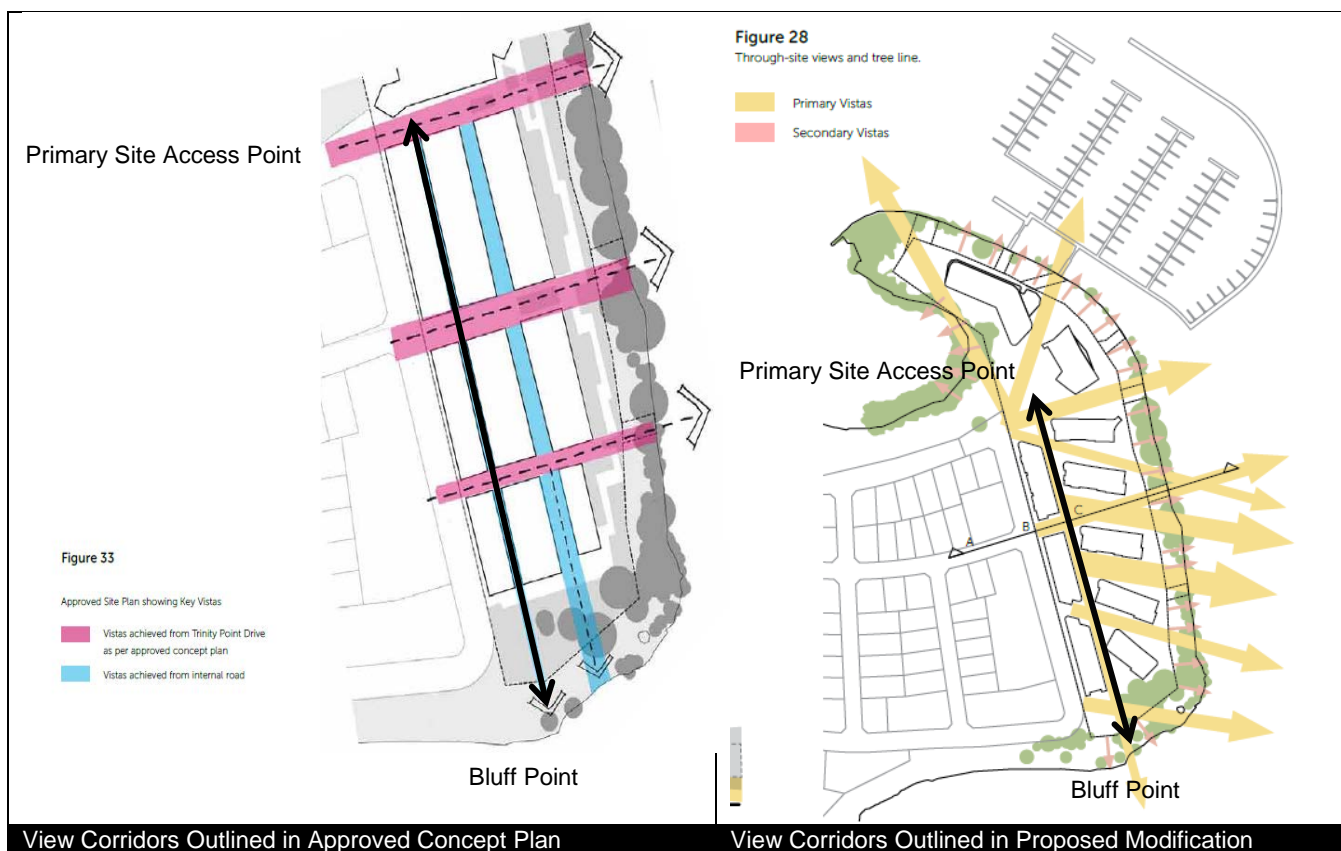 Primary Site Access Point
Figure 33
Approved Site Plan showing Key Vistas
Vistas achieved from Trinity Point Drive
as per approved concept plan
Vistas achieved from internal road
Bluff Point
View Corridors Outlined in Approved Concept Plan
Figure 28
Through-site views and tree line.
Primary Vistas
Secondary Vistas
Primary Site Access Point
A
B
C
Bluff Point
View Corridors Outlined in Proposed Modification